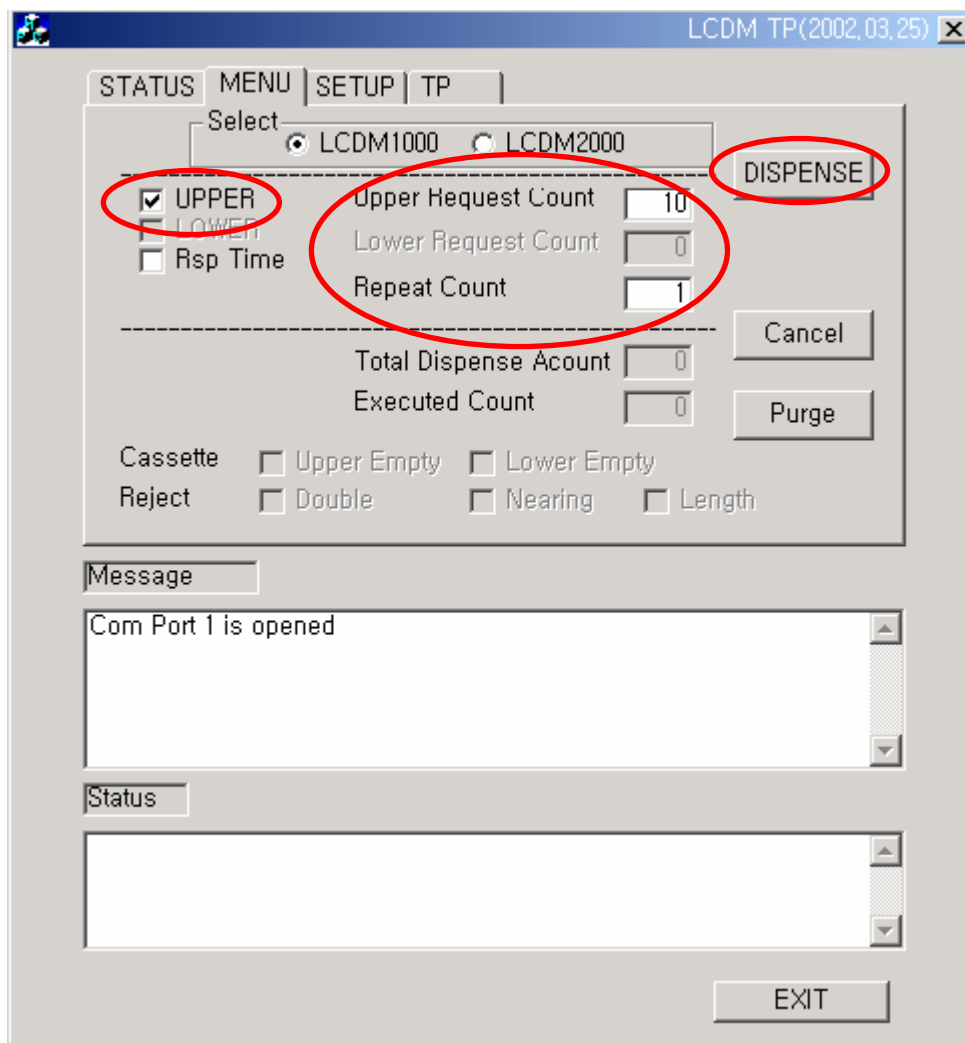 LCDM TP(2002,03,25)
STATUS MENU SETUP TP
Select
LCDM1000 LCDM2000
DISPENSE
UPPER Upper Request Count 10
LOWER Lower Request Count 0
Rsp Time
Repeat Count 1
Cancel
Total Dispense Acount 0
Executed Count 0
Purge
Cassette Upper Empty Lower Empty
Reject Double Nearing Length
Message
Com Port 1 is opened
Status
EXIT